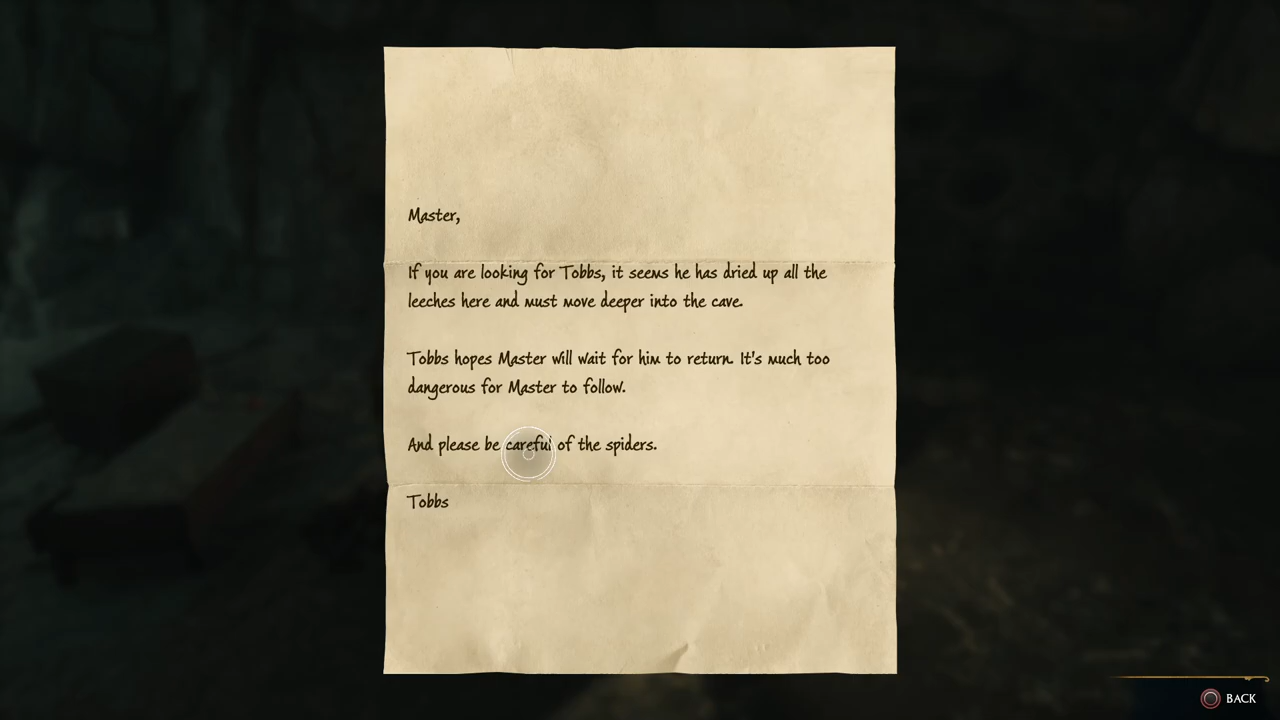 Master,
If you are looking for Tobbs, it seems he has dried up all the
leeches here and must move deeper into the cave.
Tobbs hopes Master will wait for him to return. It's much too
dangerous for Master to follow.
And please be careful of the spiders.
Tobbs
BACK